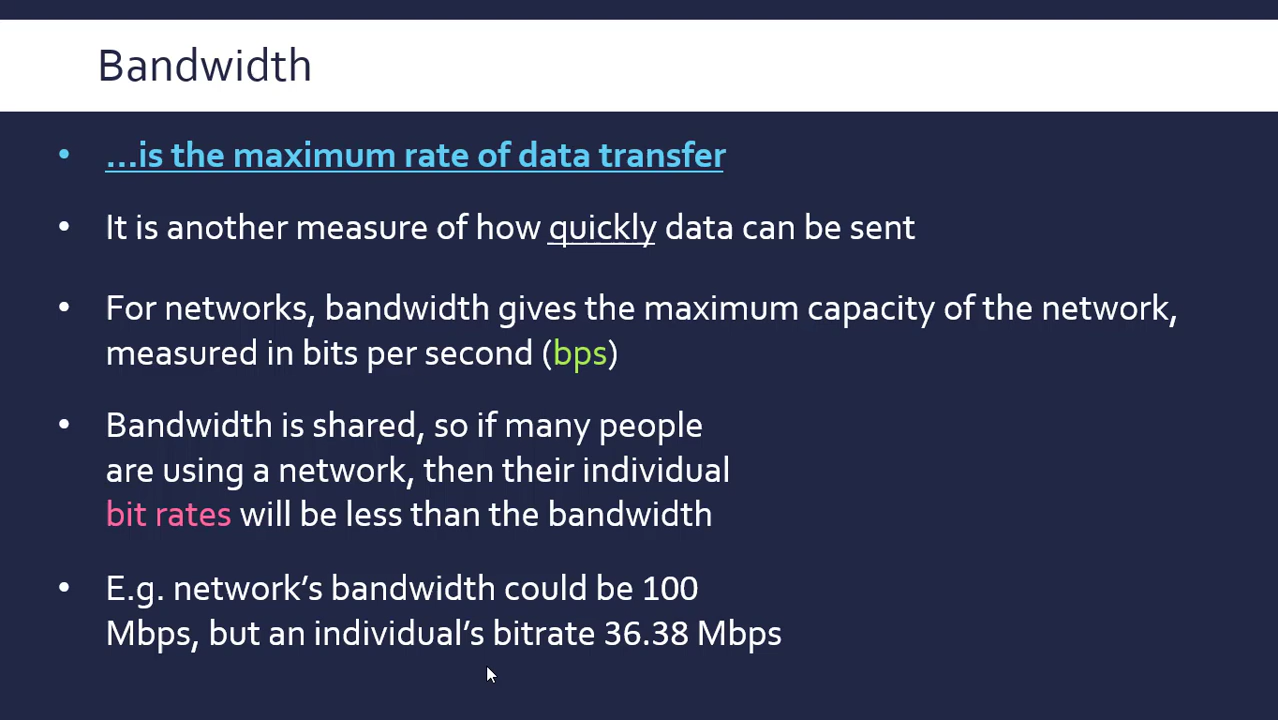 Bandwidth
• ...is the maximum rate of data transfer
• It is another measure of how quickly data can be sent
• For networks, bandwidth gives the maximum capacity of the network,
measured in bits per second (bps)
• Bandwidth is shared, so if many people
are using a network, then their individual
bit rates will be less than the bandwidth
• E.g. network’s bandwidth could be 100
Mbps, but an individual’s bitrate 36.38 Mbps